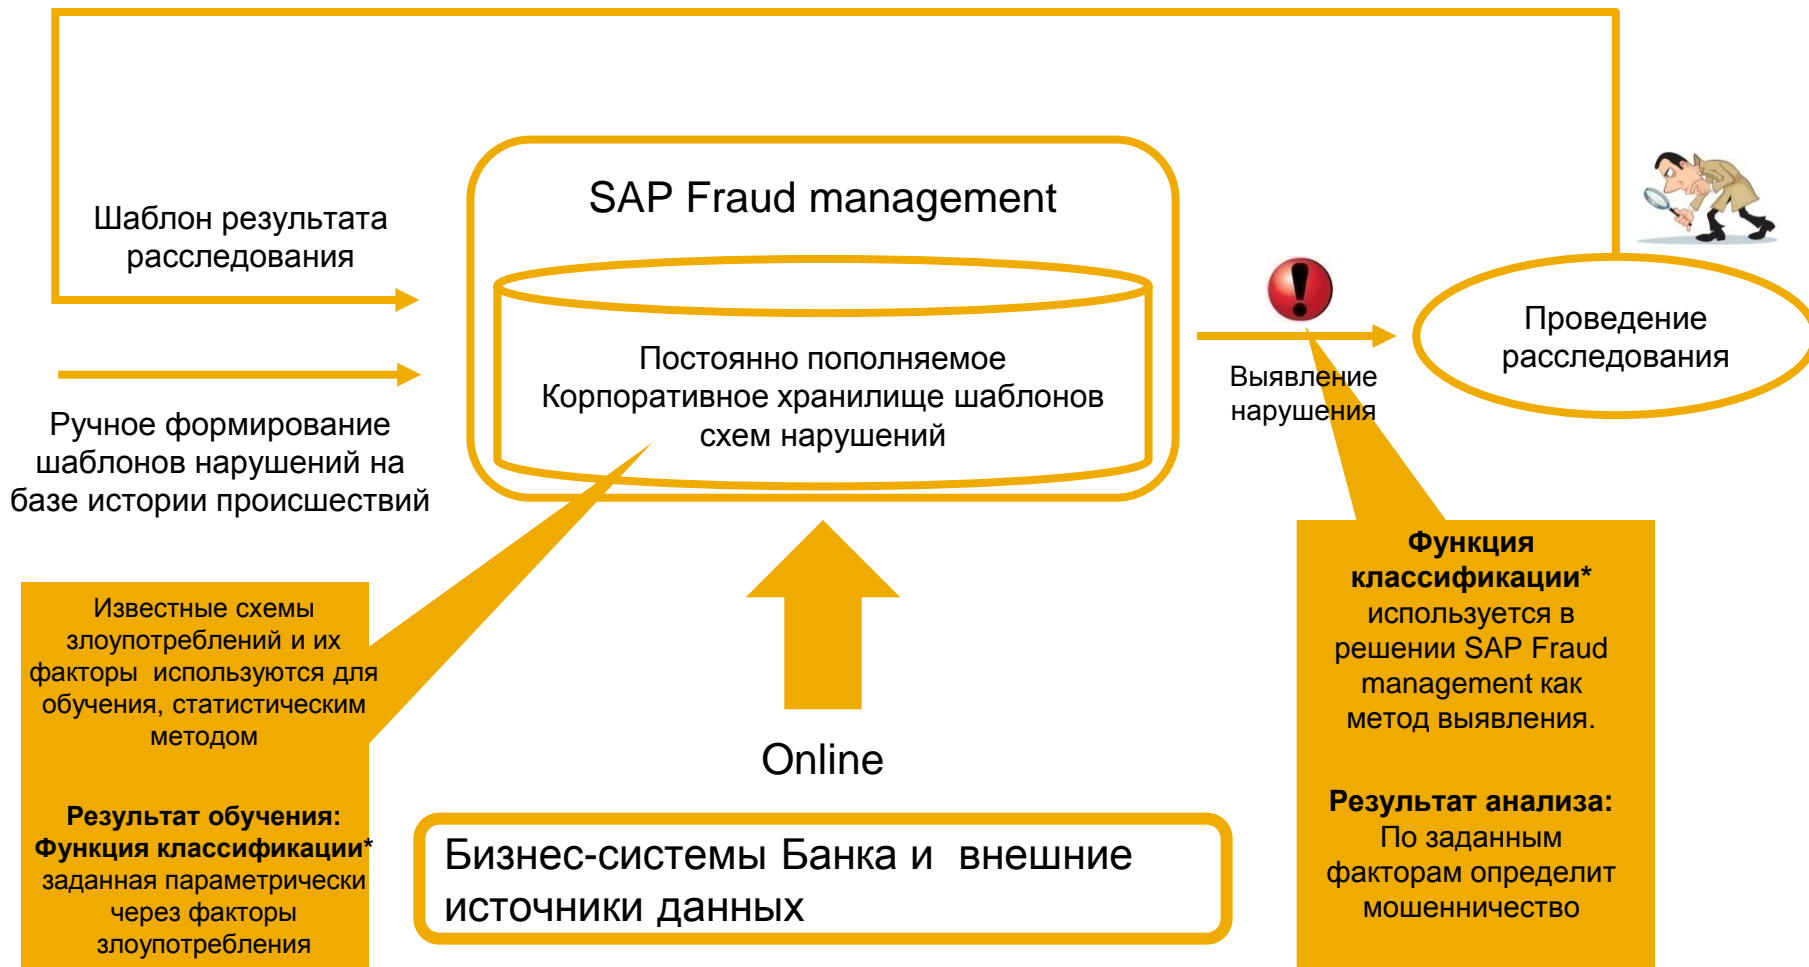 SAP Fraud management
Шаблон результата
расследования
Постоянно пополняемое
Корпоративное хранилище шаблонов
схем нарушений
Ручное формирование
шаблонов нарушений на
базе истории происшествий
Выявление
нарушения
Проведение
расследования
Известные схемы
злоупотреблений и их
факторы  используются для
обучения, статистическим
методом
Результат обучения:
Функция классификации*
заданная параметрически
через факторы
злоупотребления
Online
Бизнес-системы Банка и  внешние
источники данных
Функция
классификации*
используется в
решении SAP Fraud
management как
метод выявления.
Результат анализа:
По заданным
факторам определит
мошенничество